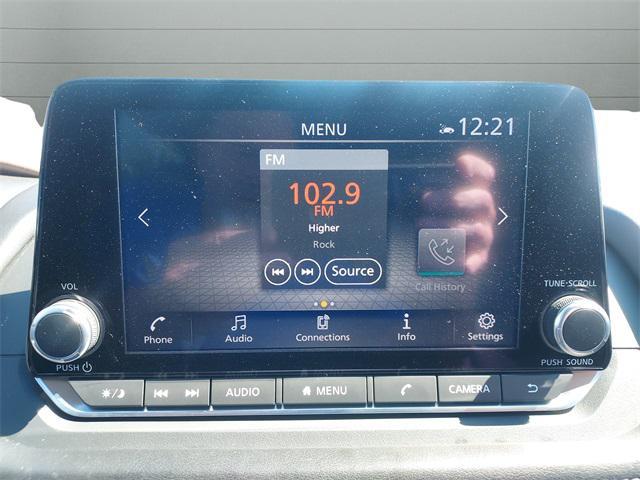 MENU
12:21
FM
102.9
FM
Higher
Rock
Source
Call History
VOL
TUNE·SCROLL
Phone
Audio
Connections
Info
Settings
PUSH
PUSH SOUND
AUDIO
MENU
CAMERA